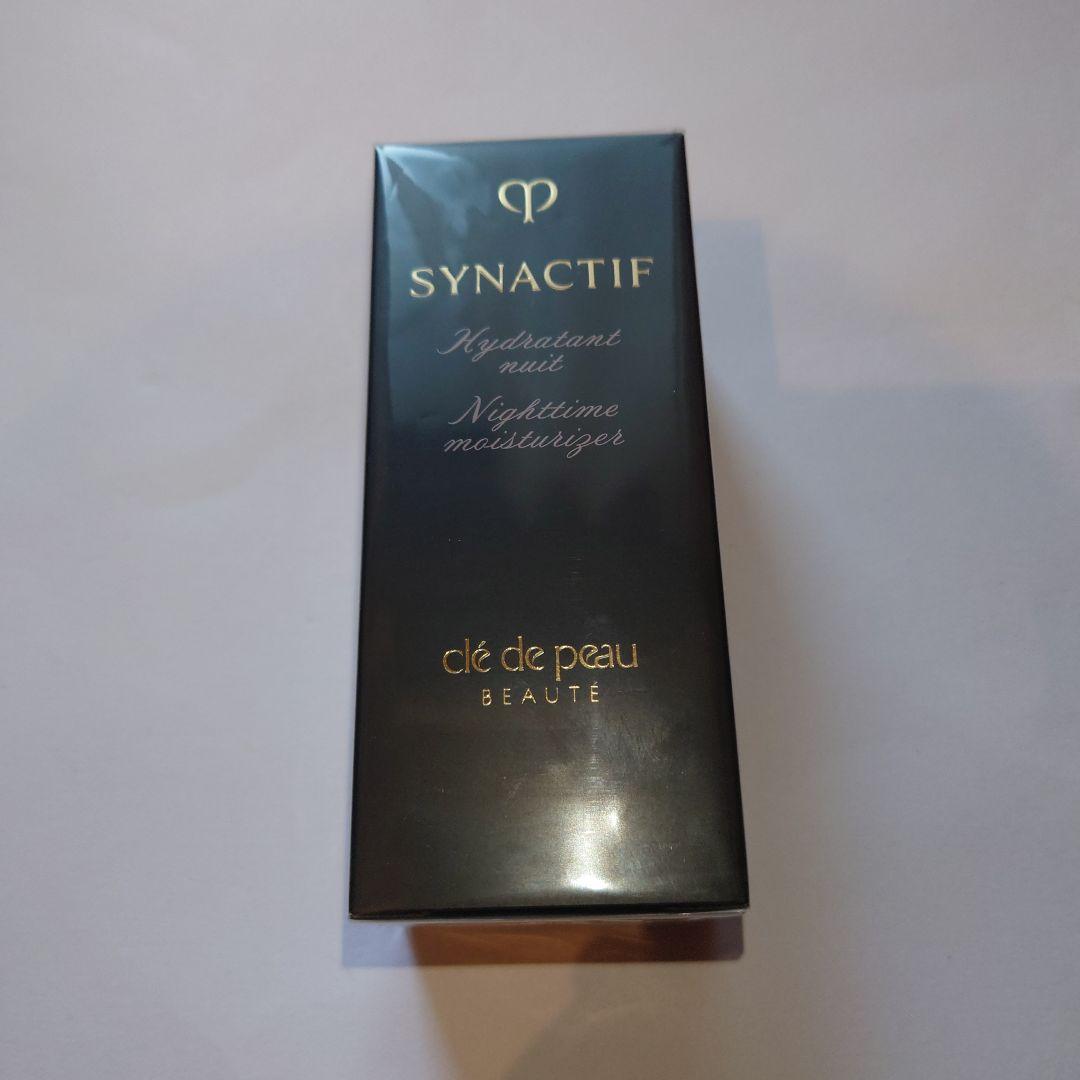 SYNACTIF
Hydratant
nuit
Nighttime
moisturizer
clé de peau
BEAUTÉ